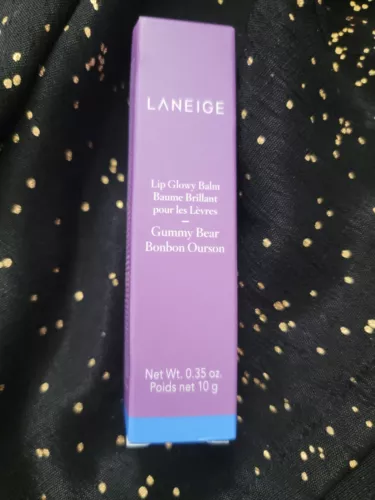 LANEIGE
Lip Glowy Balm
Baume Brillant
pour les Lèvres
Gummy Bear
Bonbon Ourson
Net Wt. 0.35 oz.
Poids net 10 g